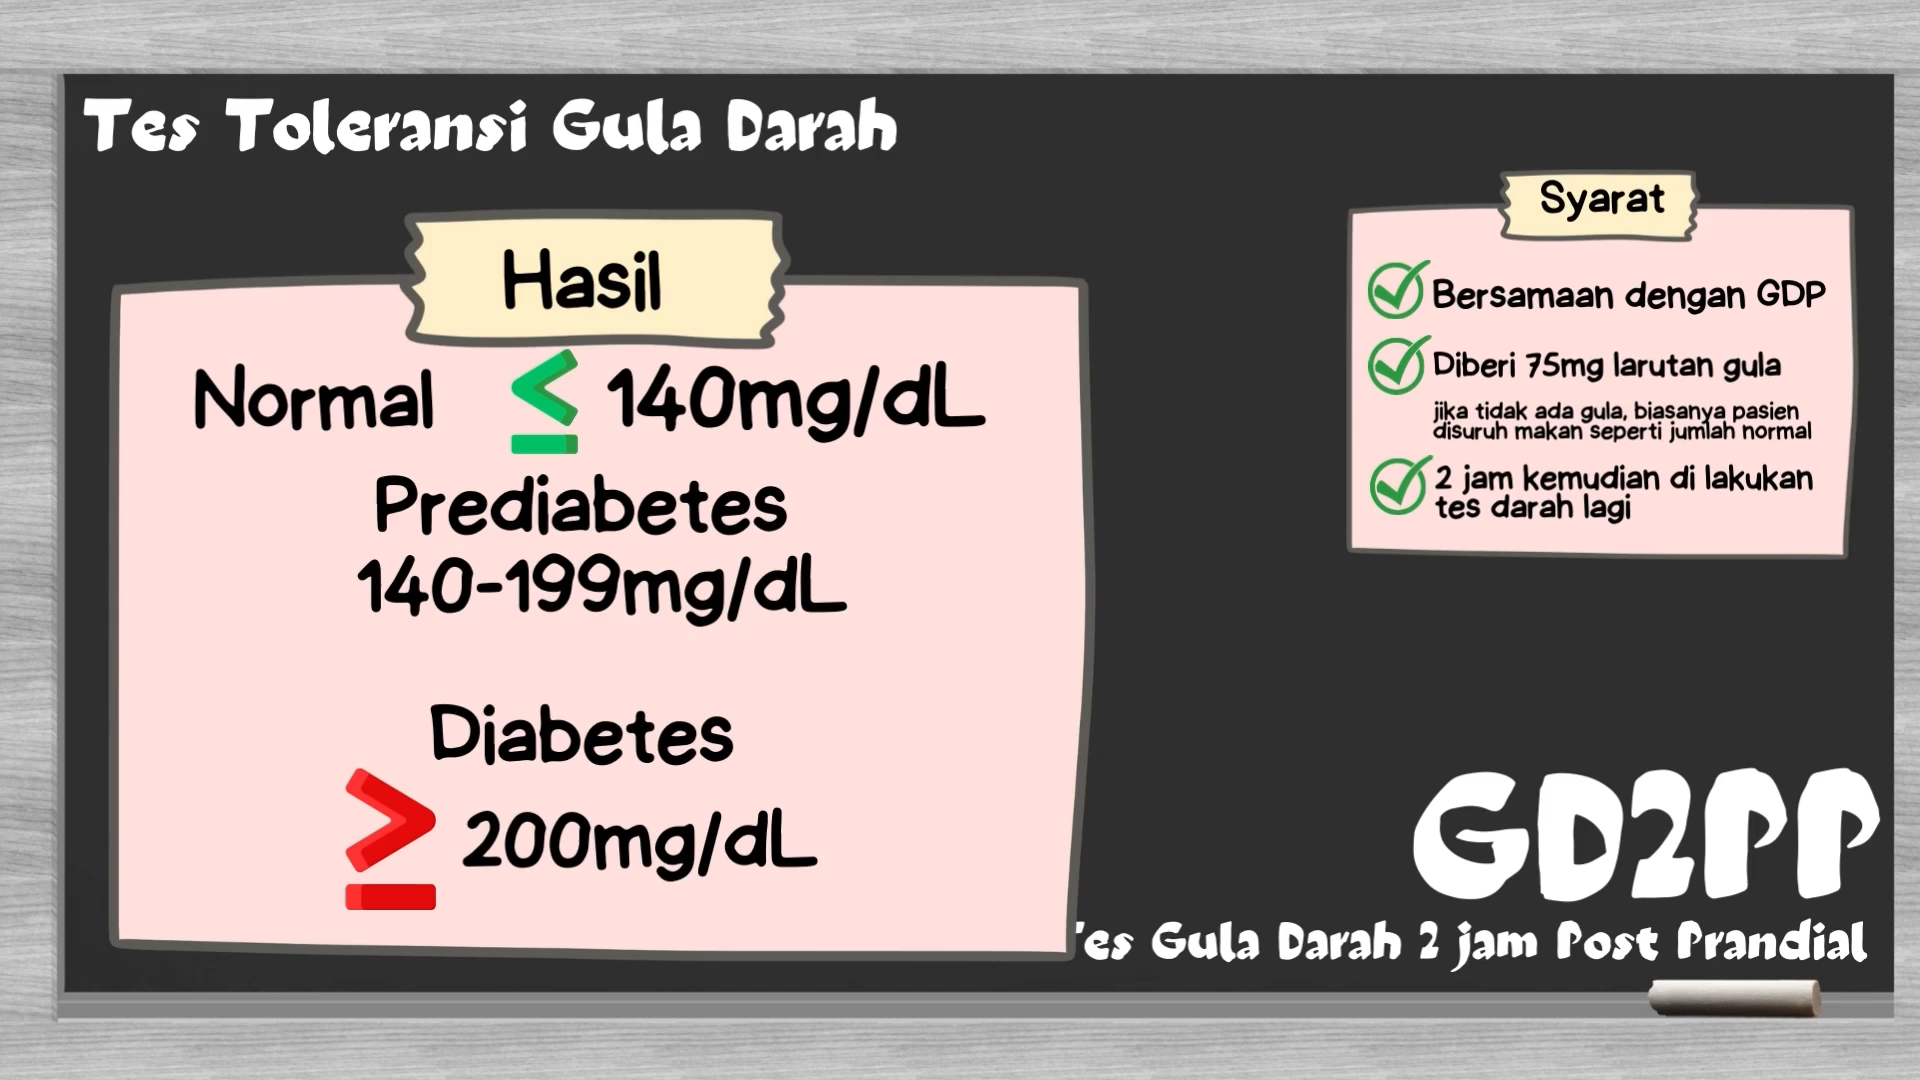 Tes Toleransi Gula Darah
Hasil
Normal ≤ 140mg/dL
Prediabetes
140-199mg/dL
Diabetes
≥ 200mg/dL
Syarat
Bersamaan dengan GDP
Diberi 75mg larutan gula
jika tidak ada gula, biasanya pasien
disuruh makan seperti jumlah normal
2 jam kemudian di lakukan
tes darah lagi
GD2PP
Tes Gula Darah 2 jam Post Prandial